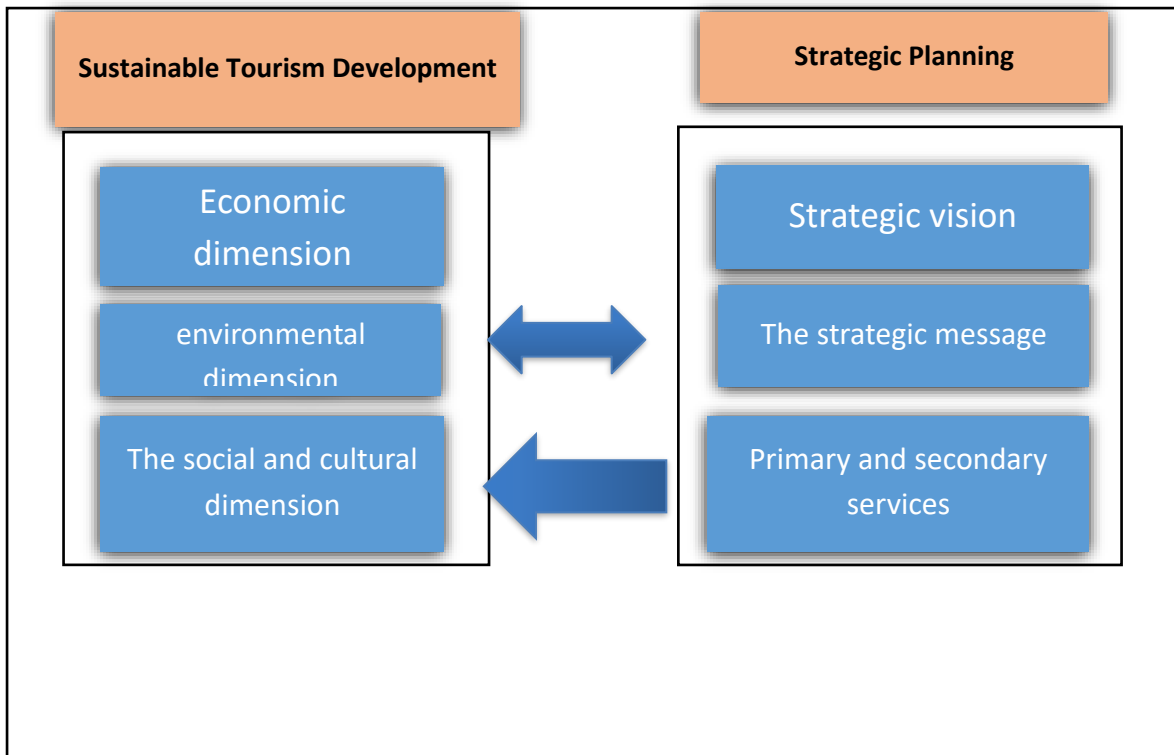 Sustainable Tourism Development
Strategic Planning
Economic
dimension
environmental
dimension
The social and cultural
dimension
Strategic vision
The strategic message
Primary and secondary
services